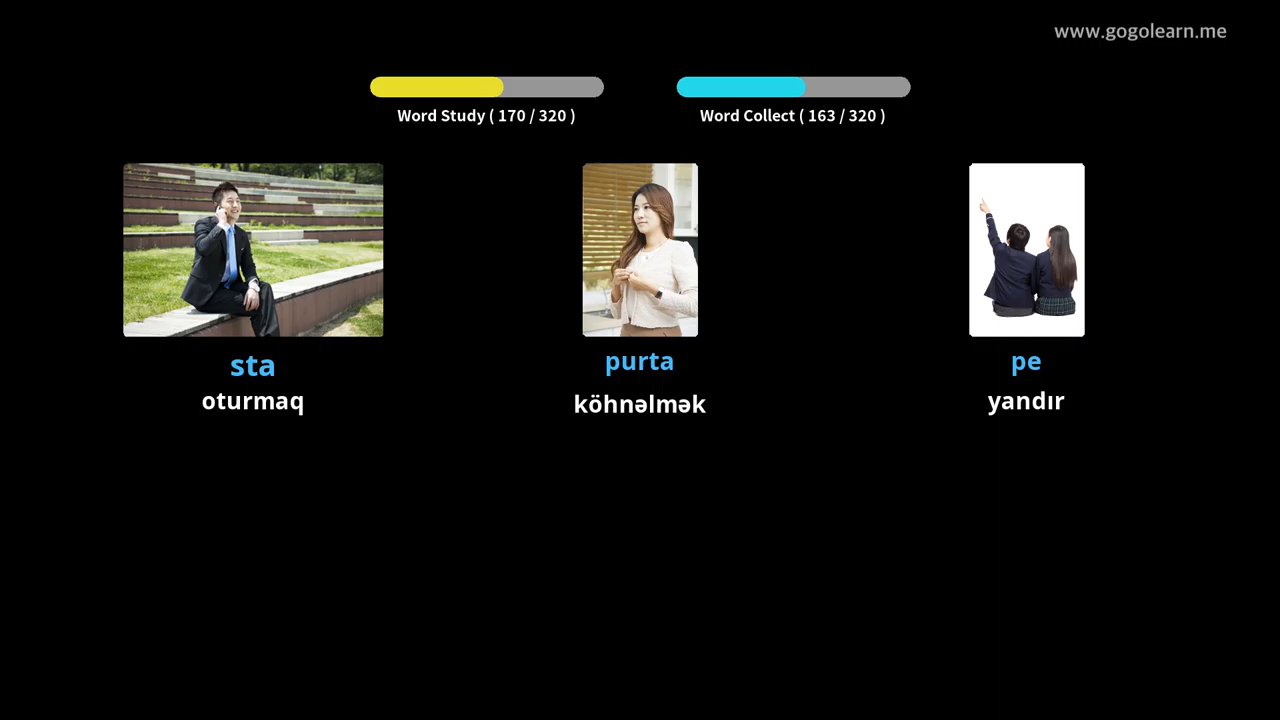 www.gogolearn.me
Word Study ( 170 / 320 )
Word Collect ( 163 / 320 )
sta
purta
pe
oturmaq
köhnəlmək
yandır